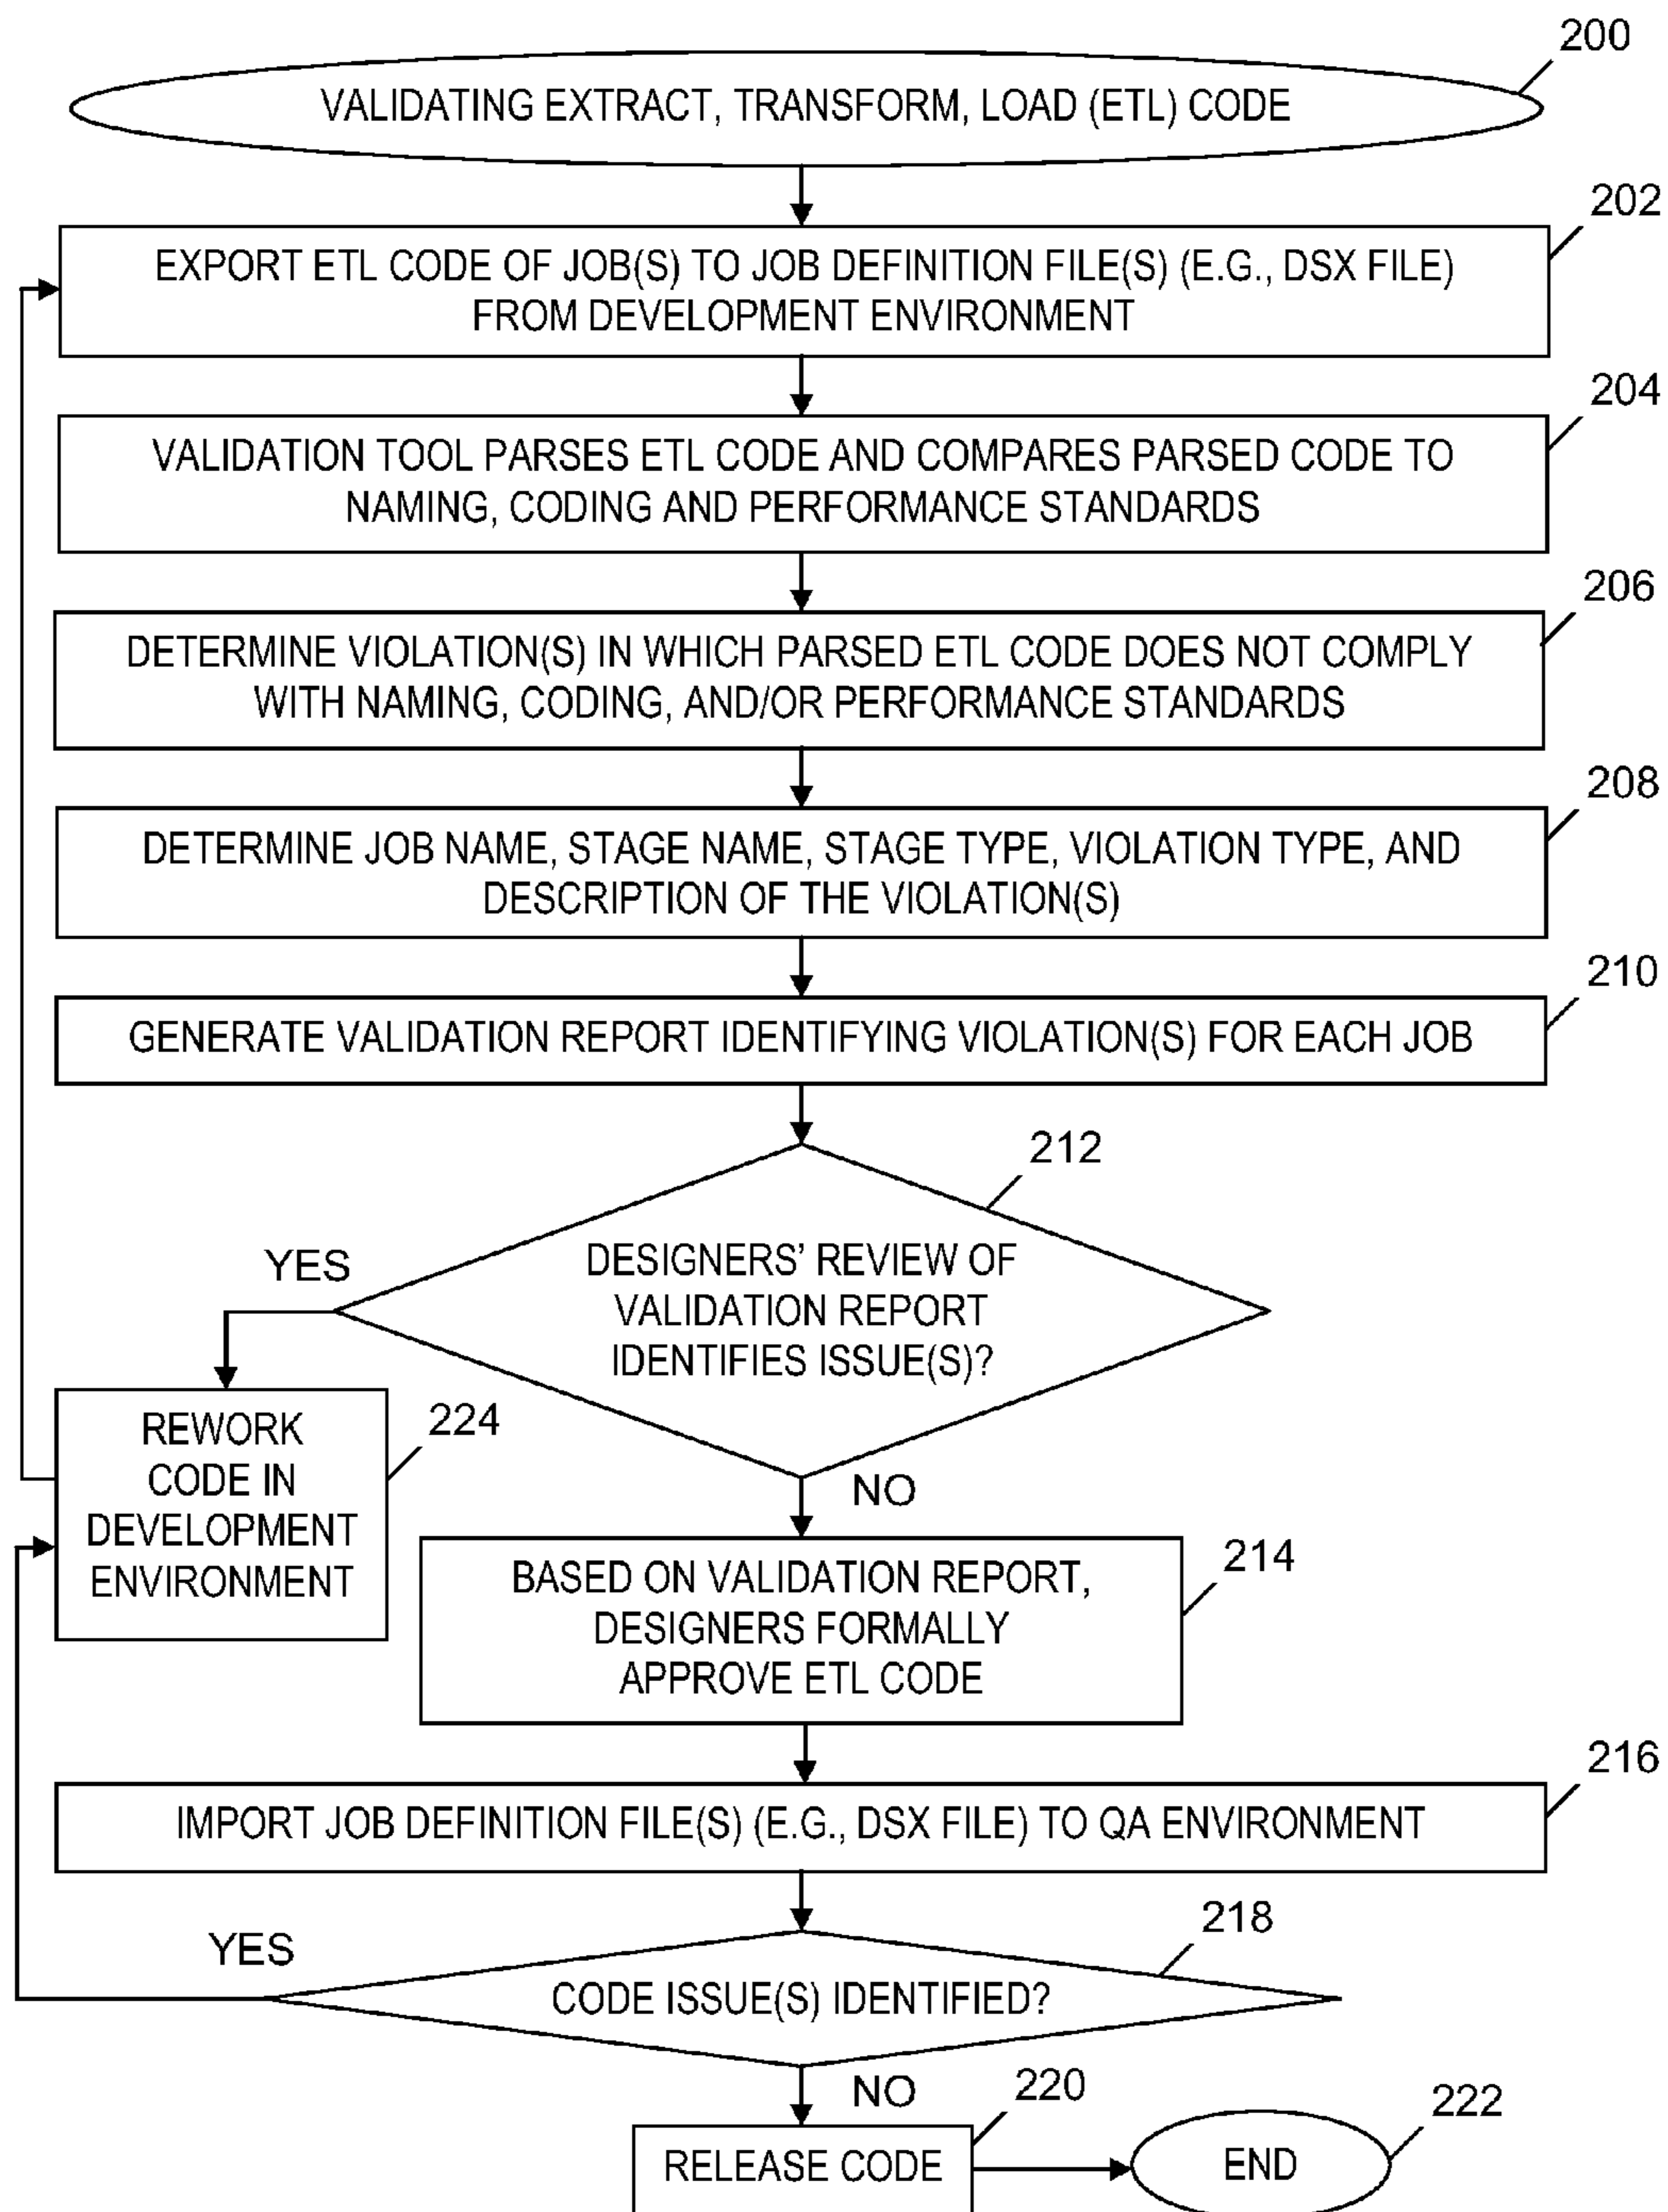 200
VALIDATING EXTRACT, TRANSFORM, LOAD (ETL) CODE
202
EXPORT ETL CODE OF JOB(S) TO JOB DEFINITION FILE(S) (E.G., DSX FILE)
FROM DEVELOPMENT ENVIRONMENT
204
VALIDATION TOOL PARSES ETL CODE AND COMPARES PARSED CODE TO
NAMING, CODING AND PERFORMANCE STANDARDS
206
DETERMINE VIOLATION(S) IN WHICH PARSED ETL CODE DOES NOT COMPLY
WITH NAMING, CODING, AND/OR PERFORMANCE STANDARDS
208
DETERMINE JOB NAME, STAGE NAME, STAGE TYPE, VIOLATION TYPE, AND
DESCRIPTION OF THE VIOLATION(S)
210
GENERATE VALIDATION REPORT IDENTIFYING VIOLATION(S) FOR EACH JOB
212
DESIGNERS’ REVIEW OF
VALIDATION REPORT
IDENTIFIES ISSUE(S)?
YES
REWORK
CODE IN
DEVELOPMENT
ENVIRONMENT
224
NO
BASED ON VALIDATION REPORT,
DESIGNERS FORMALLY
APPROVE ETL CODE
214
216
IMPORT JOB DEFINITION FILE(S) (E.G., DSX FILE) TO QA ENVIRONMENT
218
YES
CODE ISSUE(S) IDENTIFIED?
NO
220
RELEASE CODE
222
END